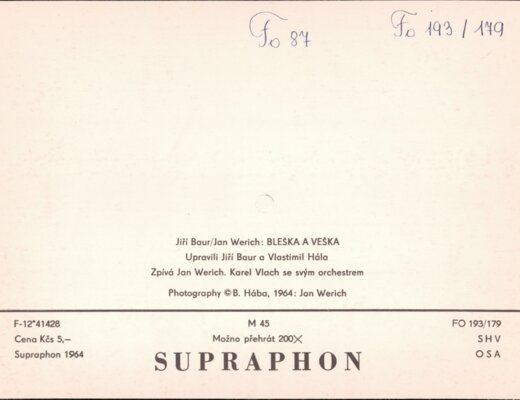 Fo 87
Fo 193/179
Jiří Baur/Jan Werich: BLEŠKA A VEŠKA
Upravili Jiří Baur a Vlastimil Hála
Zpívá Jan Werich. Karel Vlach se svým orchestrem
Photography © B. Hába, 1964: Jan Werich
F-12*41428
M 45
FO 193/179
Cena Kčs 5,–
Možno přehrát 200X
SHV
Supraphon 1964
SUPRAPHON
OSA